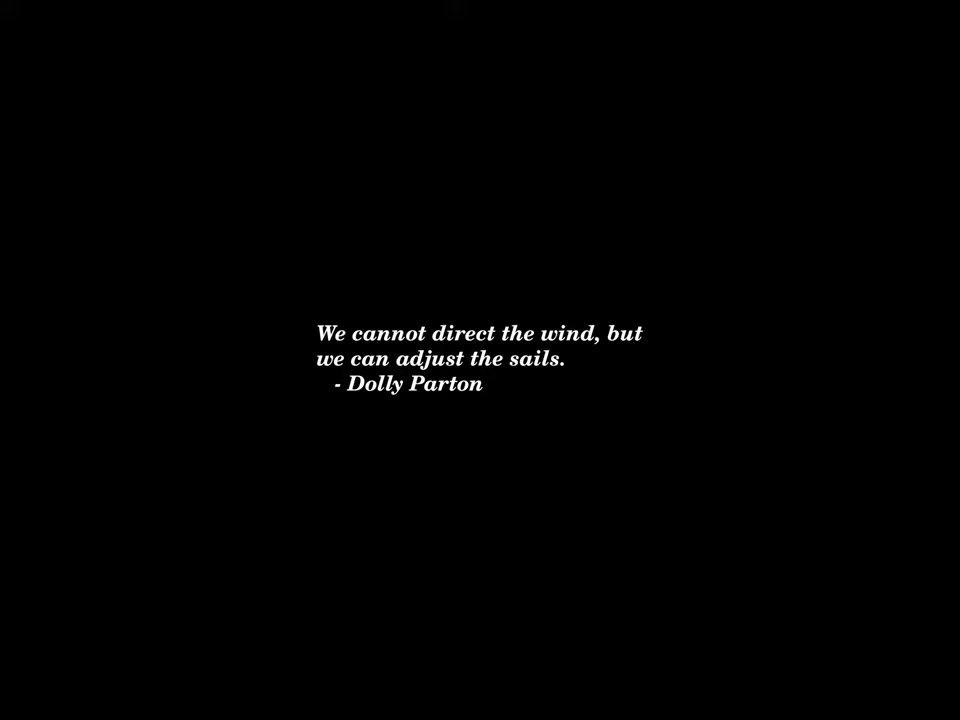 We cannot direct the wind, but
we can adjust the sails.
- Dolly Parton